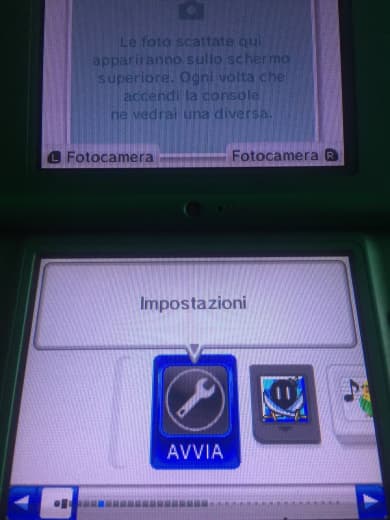 Le foto scattate qui
appariranno sullo schermo
superiore. Ogni volta che
accendi la console
ne vedrai una diversa.
L Fotocamera
Fotocamera R
Impostazioni
AVVIA